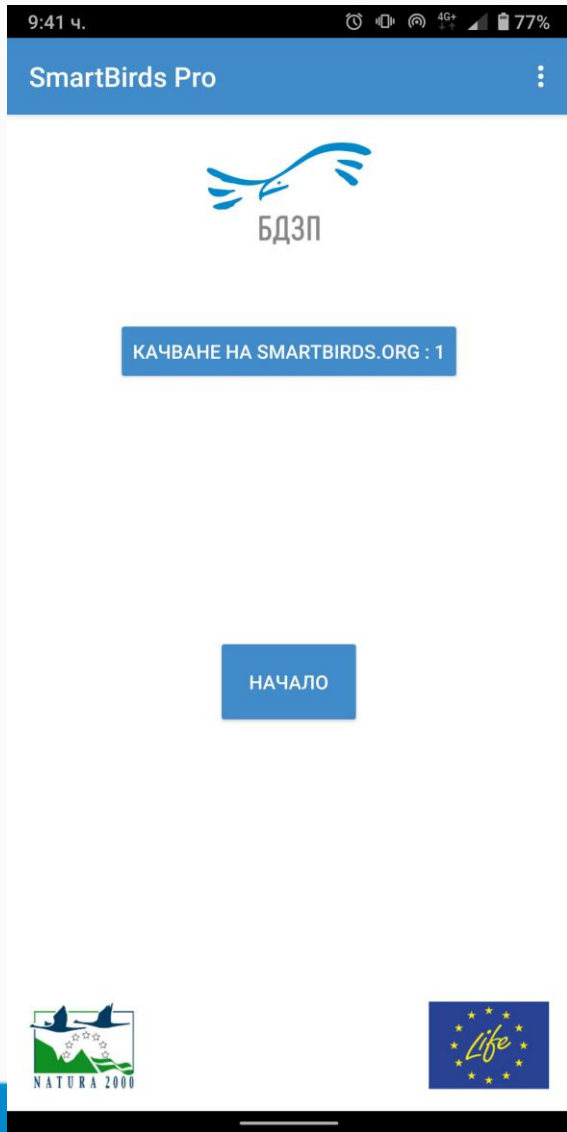 9:41 ч.
4G+
77%
SmartBirds Pro
БДЗП
КАЧВАНЕ НА SMARTBIRDS.ORG : 1
НАЧАЛО
NATURA 2000
Life